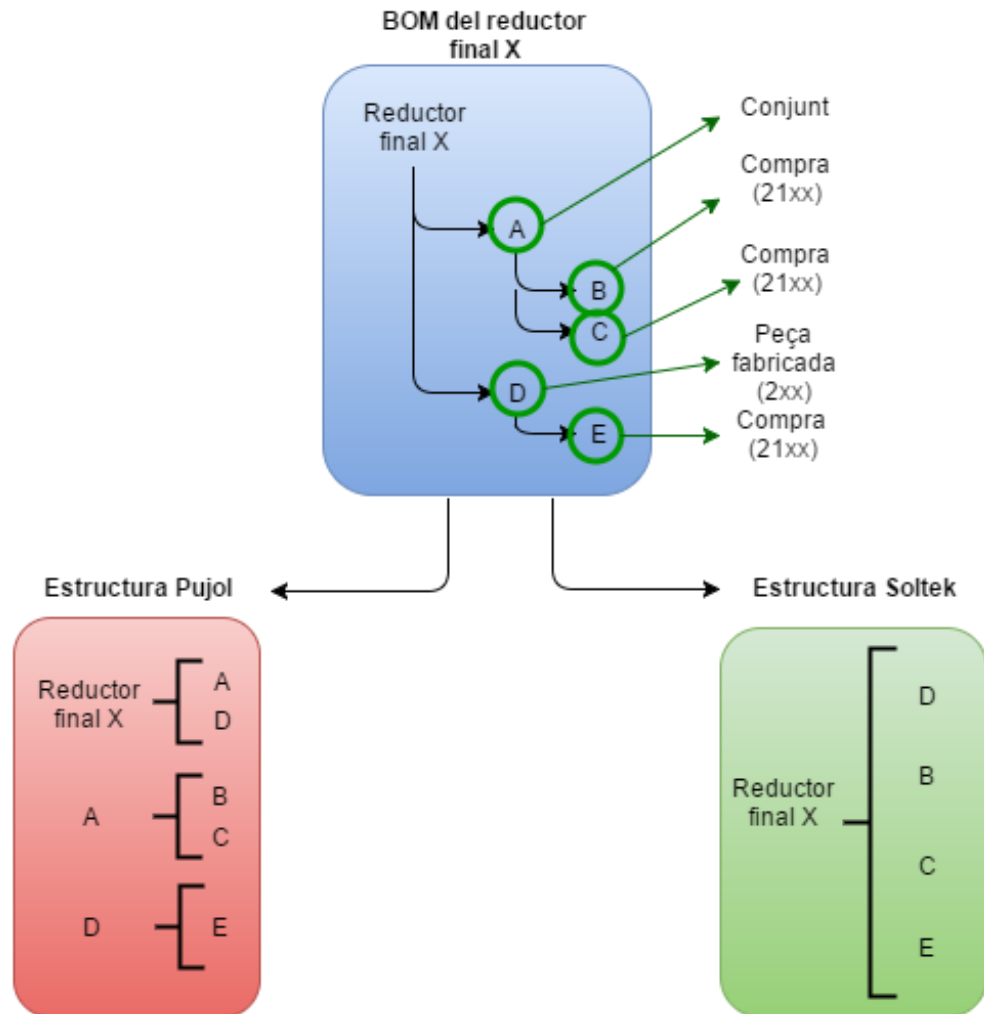 BOM del reductor
final X
Reductor
final X
A
B
C
D
E
Conjunt
Compra
(21xx)
Compra
(21xx)
Peça
fabricada
(2xx)
Compra
(21xx)
Estructura Pujol
Reductor
final X
A
D
A
B
C
D
E
Estructura Soltek
Reductor
final X
D
B
C
E